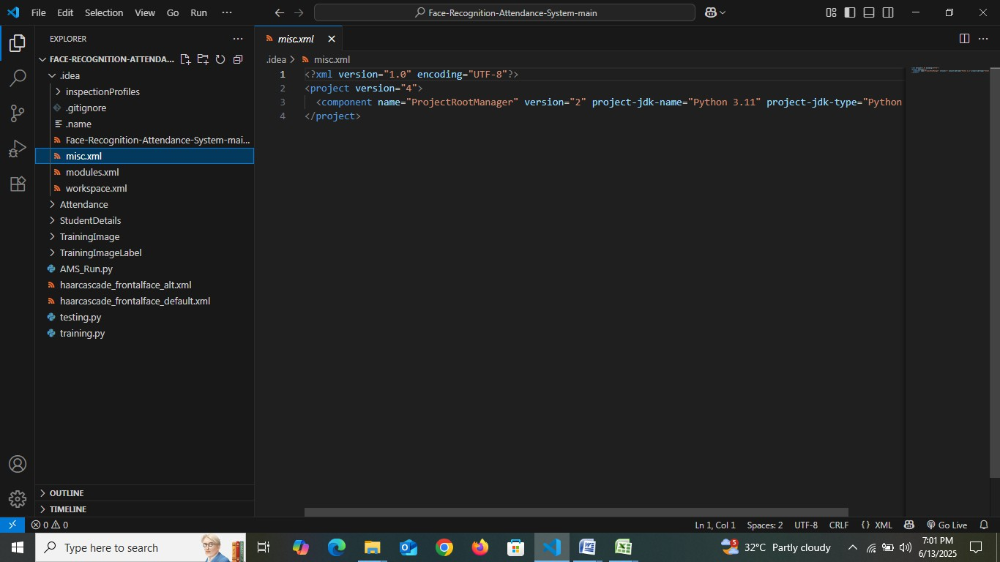 File Edit Selection View Go Run ···
Face-Recognition-Attendance-System-main
EXPLORER
FACE-RECOGNITION-ATTENDA...
.idea
inspectionProfiles
.gitignore
.name
Face-Recognition-Attendance-System-mai...
misc.xml
modules.xml
workspace.xml
Attendance
StudentDetails
TrainingImage
TrainingImageLabel
AMS_Run.py
haarcascade_frontalface_alt.xml
haarcascade_frontalface_default.xml
testing.py
training.py
OUTLINE
TIMELINE
misc.xml
.idea > misc.xml
1 <?xml version="1.0" encoding="UTF-8"?>
2 <project version="4">
3 <component name="ProjectRootManager" version="2" project-jdk-name="Python 3.11" project-jdk-type="Python
4 </project>
0 0
Ln 1, Col 1 Spaces: 2 UTF-8 CRLF {} XML Go Live
Type here to search
5 32°C Partly cloudy
7:01 PM
6/13/2025